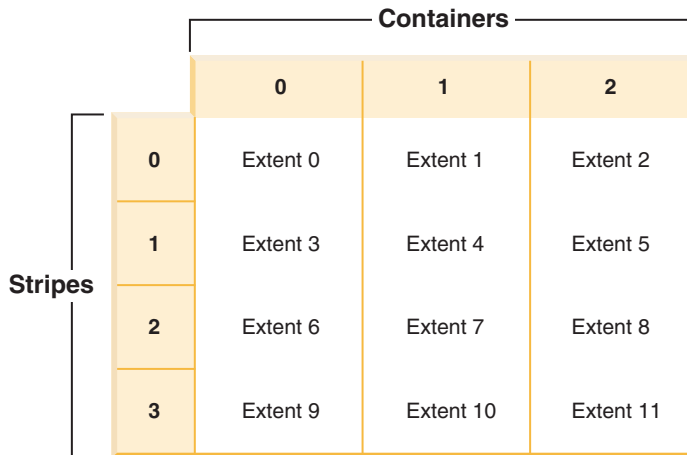 Containers
0 1 2
0 Extent 0 Extent 1 Extent 2
1 Extent 3 Extent 4 Extent 5
Stripes
2 Extent 6 Extent 7 Extent 8
3 Extent 9 Extent 10 Extent 11